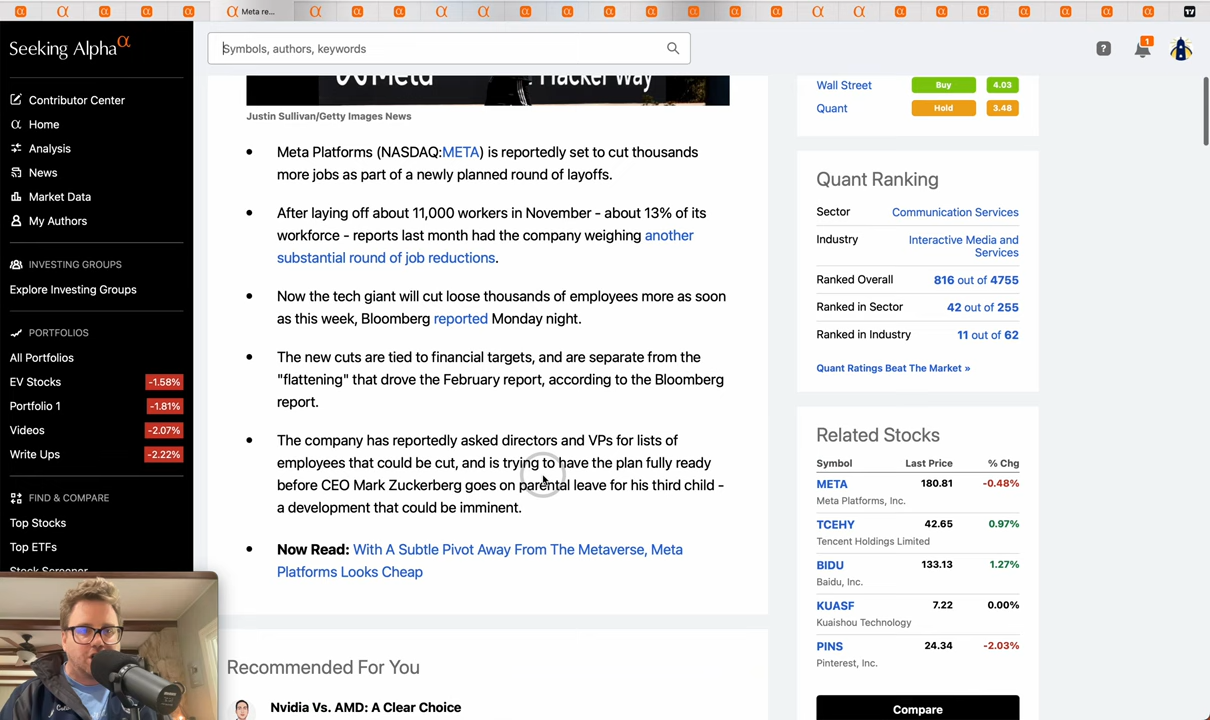 Meta re...
Seeking Alphaα
Symbols, authors, keywords
?
1
Contributor Center
Home
Analysis
News
Market Data
My Authors
INVESTING GROUPS
Explore Investing Groups
PORTFOLIOS
All Portfolios
EV Stocks -1.58%
Portfolio 1 -1.81%
Videos -2.07%
Write Ups -2.22%
FIND & COMPARE
Top Stocks
Top ETFs
Stock Screener
Meta Hacker Way
Justin Sullivan/Getty Images News
• Meta Platforms (NASDAQ:META) is reportedly set to cut thousands
more jobs as part of a newly planned round of layoffs.
• After laying off about 11,000 workers in November - about 13% of its
workforce - reports last month had the company weighing another
substantial round of job reductions.
• Now the tech giant will cut loose thousands of employees more as soon
as this week, Bloomberg reported Monday night.
• The new cuts are tied to financial targets, and are separate from the
"flattening" that drove the February report, according to the Bloomberg
report.
• The company has reportedly asked directors and VPs for lists of
employees that could be cut, and is trying to have the plan fully ready
before CEO Mark Zuckerberg goes on parental leave for his third child -
a development that could be imminent.
• Now Read: With A Subtle Pivot Away From The Metaverse, Meta
Platforms Looks Cheap
Recommended For You
Nvidia Vs. AMD: A Clear Choice
Wall Street Buy 4.03
Quant Hold 3.48
Quant Ranking
Sector Communication Services
Industry Interactive Media and
Services
Ranked Overall 816 out of 4755
Ranked in Sector 42 out of 255
Ranked in Industry 11 out of 62
Quant Ratings Beat The Market »
Related Stocks
Symbol Last Price % Chg
META 180.81 -0.48%
Meta Platforms, Inc.
TCEHY 42.65 0.97%
Tencent Holdings Limited
BIDU 133.13 1.27%
Baidu, Inc.
KUASF 7.22 0.00%
Kuaishou Technology
PINS 24.34 -2.03%
Pinterest, Inc.
Compare